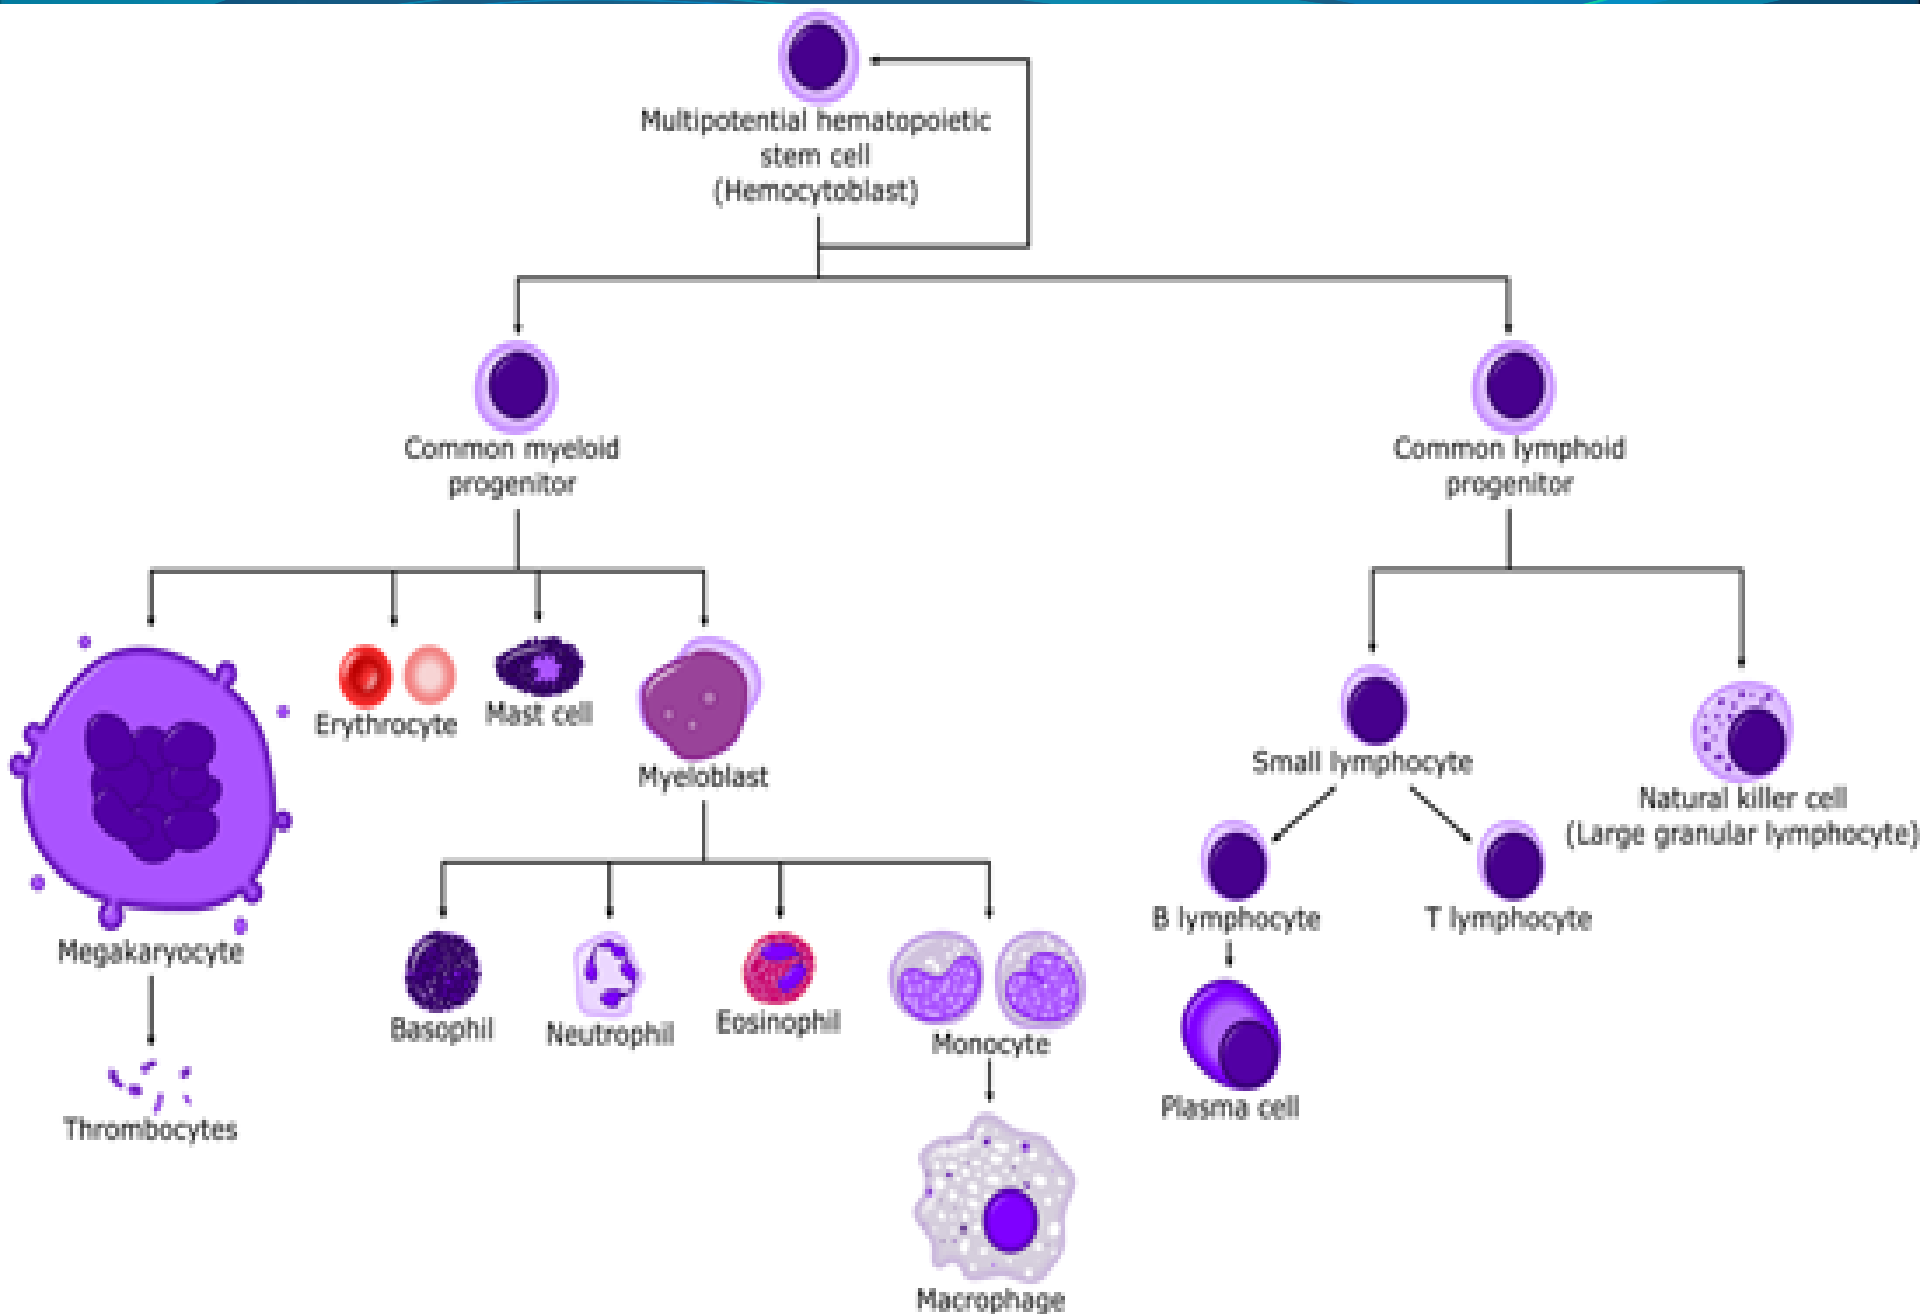 Multipotential hematopoietic
stem cell
(Hemocytoblast)
Common myeloid
progenitor
Common lymphoid
progenitor
Erythrocyte
Mast cell
Myeloblast
Small lymphocyte
Natural killer cell
(Large granular lymphocyte)
B lymphocyte
T lymphocyte
Megakaryocyte
Basophil
Neutrophil
Eosinophil
Monocyte
Plasma cell
Thrombocytes
Macrophage